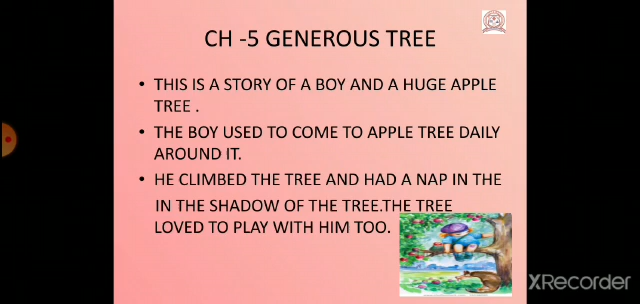 CH -5 GENEROUS TREE
• THIS IS A STORY OF A BOY AND A HUGE APPLE
TREE .
• THE BOY USED TO COME TO APPLE TREE DAILY
AROUND IT.
• HE CLIMBED THE TREE AND HAD A NAP IN THE
IN THE SHADOW OF THE TREE.THE TREE
LOVED TO PLAY WITH HIM TOO.
XRecorder